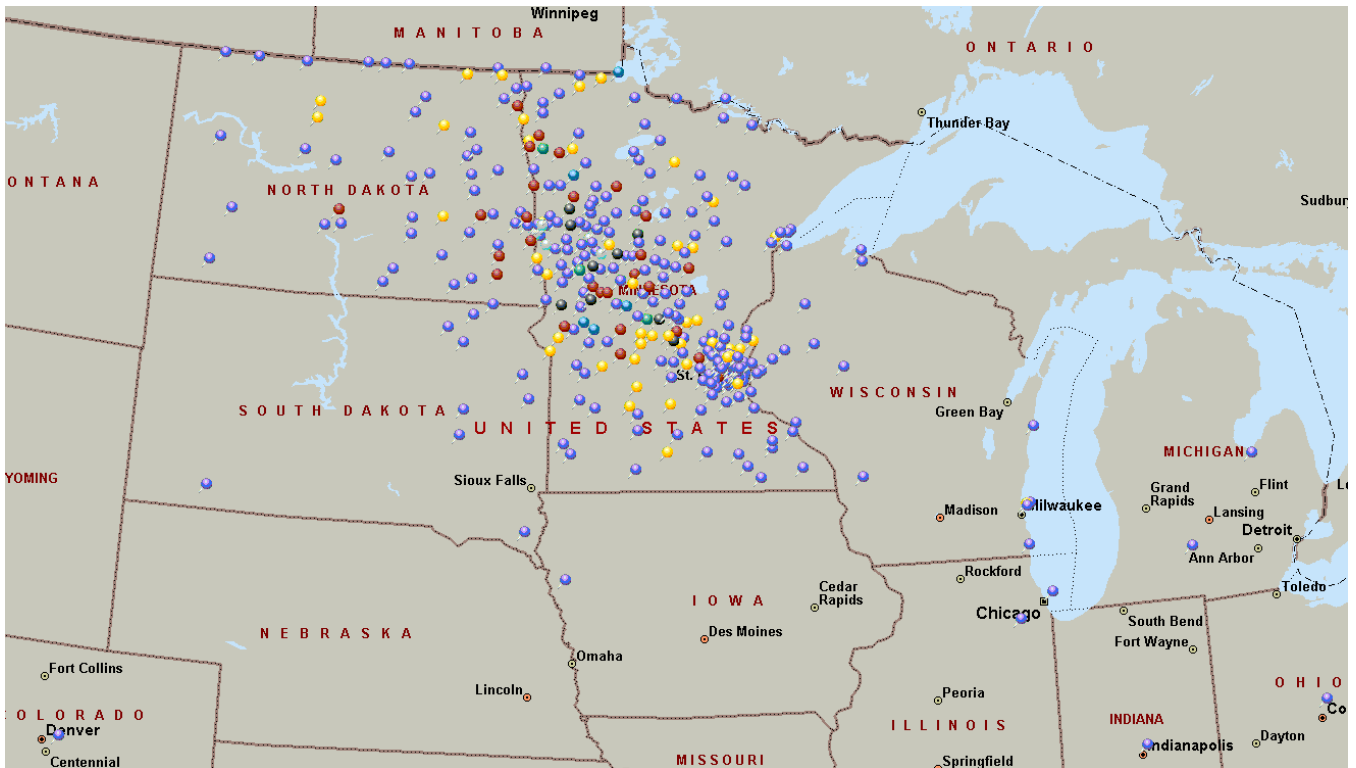 Winnipeg
MANITOBA
ONTARIO
Thunder Bay
ONTANA
NORTH DAKOTA
Sudbury
MINNESOTA
St.
WISCONSIN
Green Bay
SOUTH DAKOTA
UNITED STATES
MICHIGAN
YOMING
Sioux Falls
Grand
Rapids
Flint
Lo
Madison
Milwaukee
Lansing
Detroit
Ann Arbor
Rockford
Toledo
Cedar
Rapids
IOWA
Chicago
South Bend
NEBRASKA
Des Moines
Fort Wayne
Omaha
Fort Collins
Lincoln
Peoria
OHIO
OLORADO
ILLINOIS
INDIANA
Co
Denver
Indianapolis
Dayton
Centennial
MISSOURI
Springfield